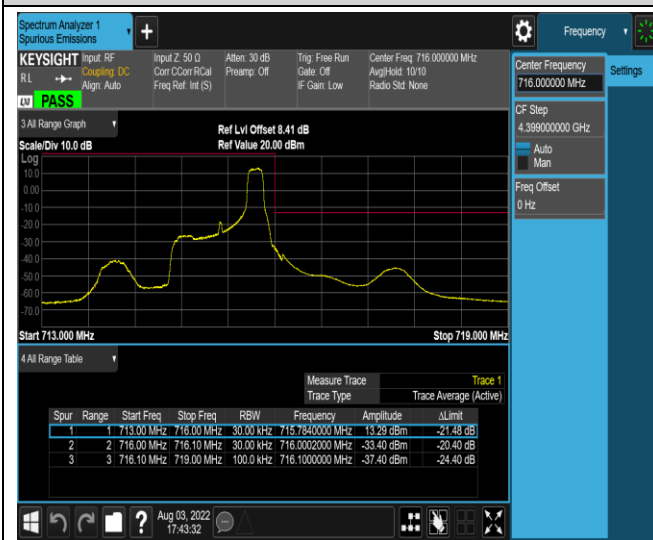 Spectrum Analyzer 1
Spurious Emissions
+
Frequency
KEYSIGHT Input: RF Input Z: 50 Ω Atten: 30 dB Trig: Free Run Center Freq: 716.000000 MHz
RL Coupling: DC Corr CCorr RCal Preamp: Off Gate: Off Avg|Hold: 10/10
Align: Auto Freq Ref: Int (S) IF Gain: Low Radio Std: None
LXI PASS
Center Frequency
716.000000 MHz
Settings
CF Step
4.399000000 GHz
Auto
Man
Freq Offset
0 Hz
3 All Range Graph
Ref Lvl Offset 8.41 dB
Scale/Div 10.0 dB Ref Value 20.00 dBm
Log
10.0
0.00
-10.0
-20.0
-30.0
-40.0
-50.0
-60.0
-70.0
Start 713.000 MHz Stop 719.000 MHz
4 All Range Table
Measure Trace Trace 1
Trace Type Trace Average (Active)
Spur Range Start Freq Stop Freq RBW Frequency Amplitude ΔLimit
1 1 713.00 MHz 716.00 MHz 30.00 kHz 715.7840000 MHz 13.29 dBm -21.48 dB
2 2 716.00 MHz 716.10 MHz 30.00 kHz 716.0002000 MHz -33.40 dBm -20.40 dB
3 3 716.10 MHz 719.00 MHz 100.0 kHz 716.1000000 MHz -37.40 dBm -24.40 dB
? Aug 03, 2022
17:43:32